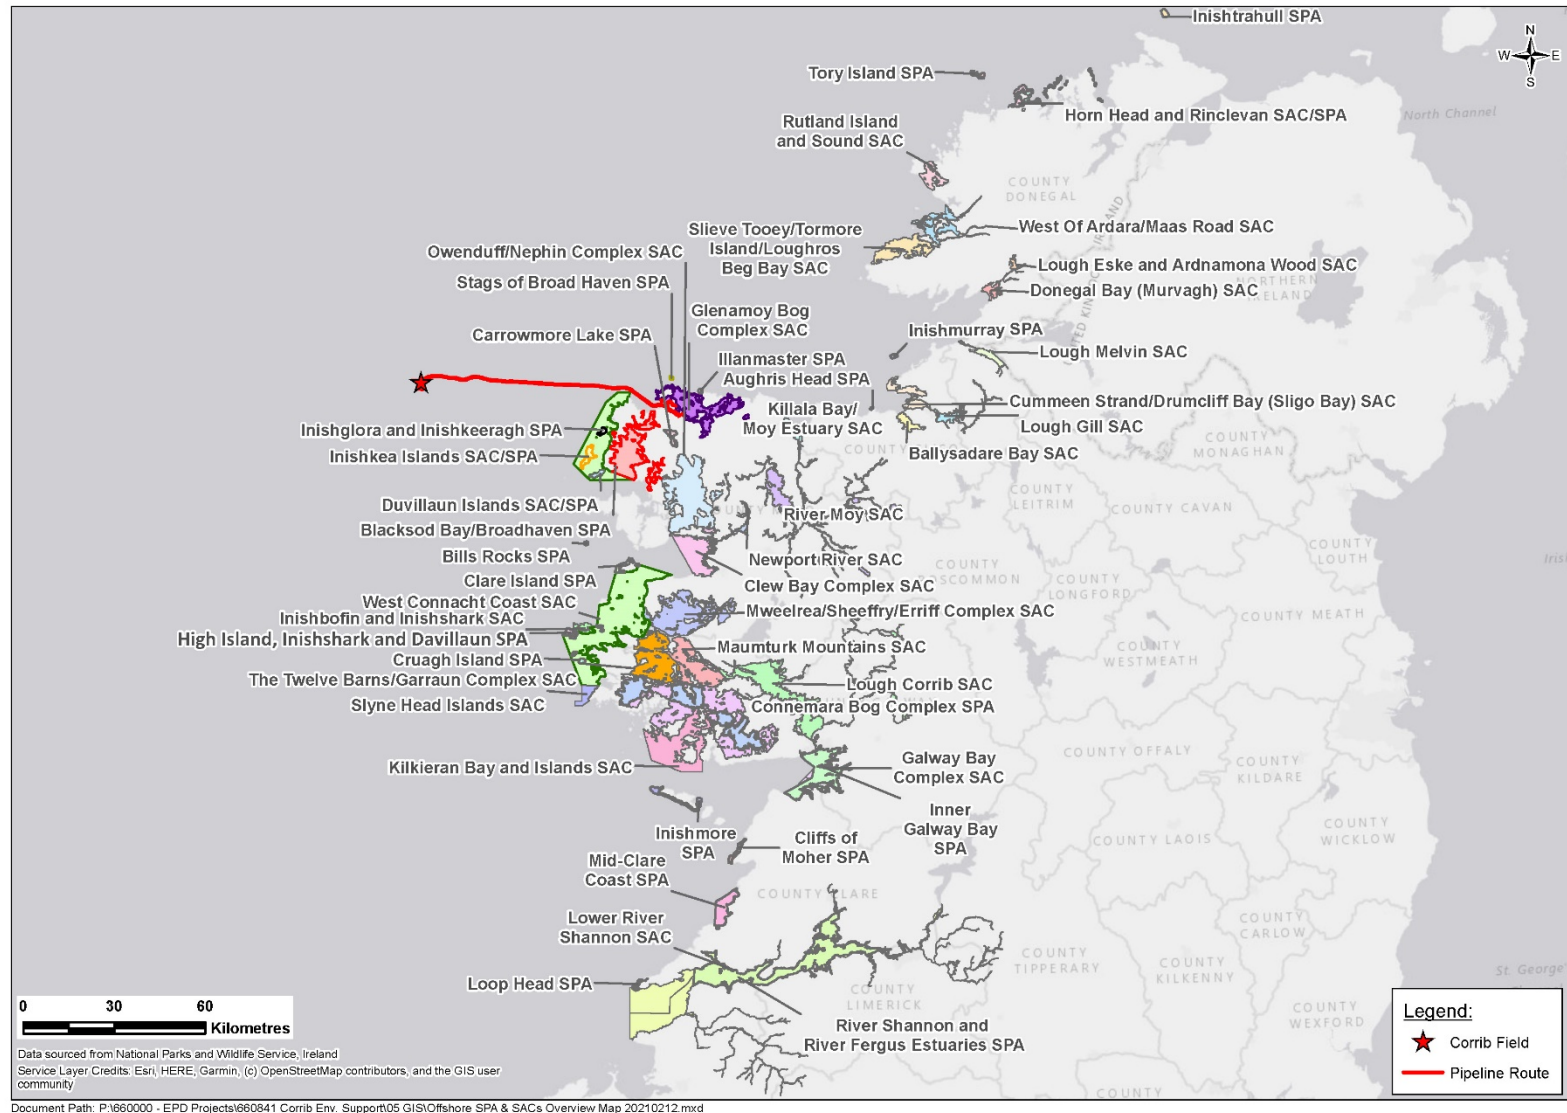 Inishtrahull SPA
N
W E
S
Tory Island SPA
Horn Head and Rinclevan SAC/SPA
North Channel
Rutland Island
and Sound SAC
COUNTY
DONEGAL
West Of Ardara/Maas Road SAC
Slieve Tooey/Tormore
Island/Loughros
Beg Bay SAC
Owenduff/Nephin Complex SAC
Stags of Broad Haven SPA
Lough Eske and Ardnamona Wood SAC
Donegal Bay (Murvagh) SAC
Glenamoy Bog
Complex SAC
Carrowmore Lake SPA
Inishmurray SPA
Lough Melvin SAC
Illanmaster SPA
Aughris Head SPA
Killala Bay/
Moy Estuary SAC
Cummeen Strand/Drumcliff Bay (Sligo Bay) SAC
Lough Gill SAC
Ballysadare Bay SAC
COUNTY
MONAGHAN
Inishglora and Inishkeeragh SPA
Inishkea Islands SAC/SPA
Duvillaun Islands SAC/SPA
Blacksod Bay/Broadhaven SPA
River Moy SAC
COUNTY
LEITRIM
COUNTY CAVAN
COUNTY
LOUTH
Bills Rocks SPA
Clare Island SPA
Newport River SAC
Clew Bay Complex SAC
COUNTY
COUNTY
LONGFORD
COUNTY MEATH
West Connacht Coast SAC
Inishbofin and Inishshark SAC
High Island, Inishshark and Davillaun SPA
Mweelrea/Sheeffry/Erriff Complex SAC
Cruagh Island SPA
Maumturk Mountains SAC
COUNTY
WESTMEATH
The Twelve Barns/Garraun Complex SAC
Lough Corrib SAC
Slyne Head Islands SAC
Connemara Bog Complex SPA
Kilkieran Bay and Islands SAC
Galway Bay
Complex SAC
COUNTY OFFALY
COUNTY
KILDARE
Inner
Galway Bay
SPA
Inishmore
SPA
Cliffs of
Moher SPA
COUNTY LAOIS
COUNTY
WICKLOW
Mid-Clare
Coast SPA
COUNTY CLARE
Lower River
Shannon SAC
COUNTY
CARLOW
COUNTY
TIPPERARY
COUNTY
KILKENNY
Loop Head SPA
COUNTY
LIMERICK
COUNTY
WEXFORD
River Shannon and
River Fergus Estuaries SPA
0 30 60
Kilometres
Legend:
Corrib Field
Pipeline Route
Data sourced from National Parks and Wildlife Service, Ireland
Service Layer Credits: Esri, HERE, Garmin, (c) OpenStreetMap contributors, and the GIS user
community
Document Path: P:\660000 - EPD Projects\660841 Corrib Env. Support\05 GIS\Offshore SPA & SACs Overview Map 20210212.mxd